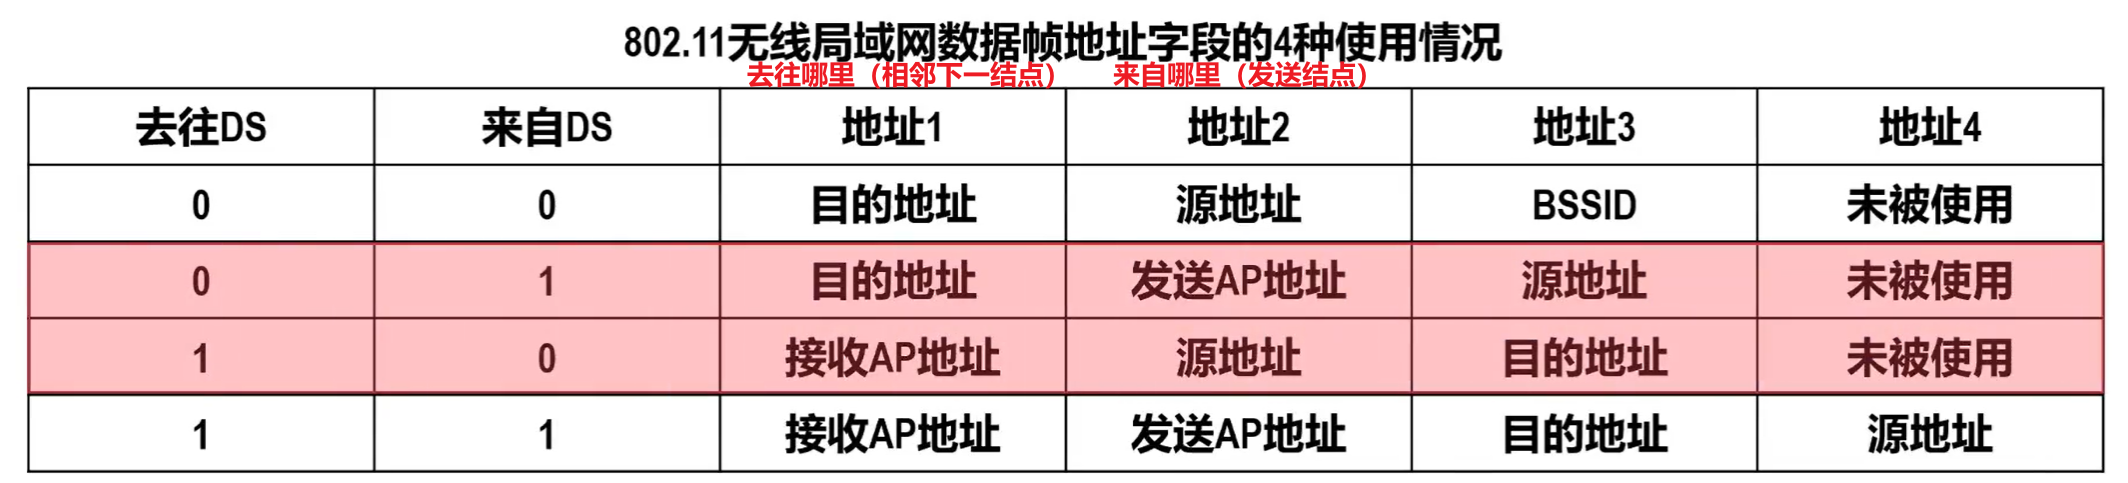 802.11无线局域网数据帧地址字段的4种使用情况
去往哪里（相邻下一结点） 来自哪里（发送结点）
去往DS 来自DS 地址1 地址2 地址3 地址4
0 0 目的地址 源地址 BSSID 未被使用
0 1 目的地址 发送AP地址 源地址 未被使用
1 0 接收AP地址 源地址 目的地址 未被使用
1 1 接收AP地址 发送AP地址 目的地址 源地址